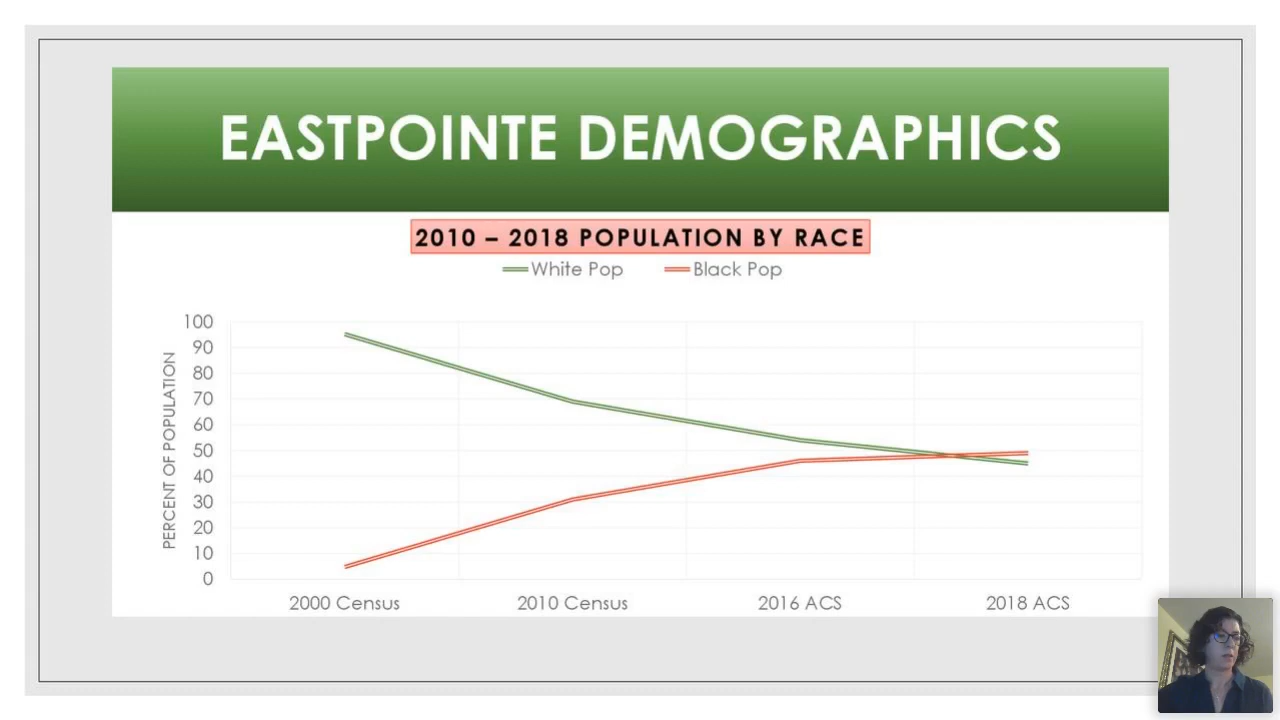 EASTPOINTE DEMOGRAPHICS
2010 – 2018 POPULATION BY RACE
White Pop Black Pop
PERCENT OF POPULATION
100
90
80
70
60
50
40
30
20
10
0
2000 Census 2010 Census 2016 ACS 2018 ACS